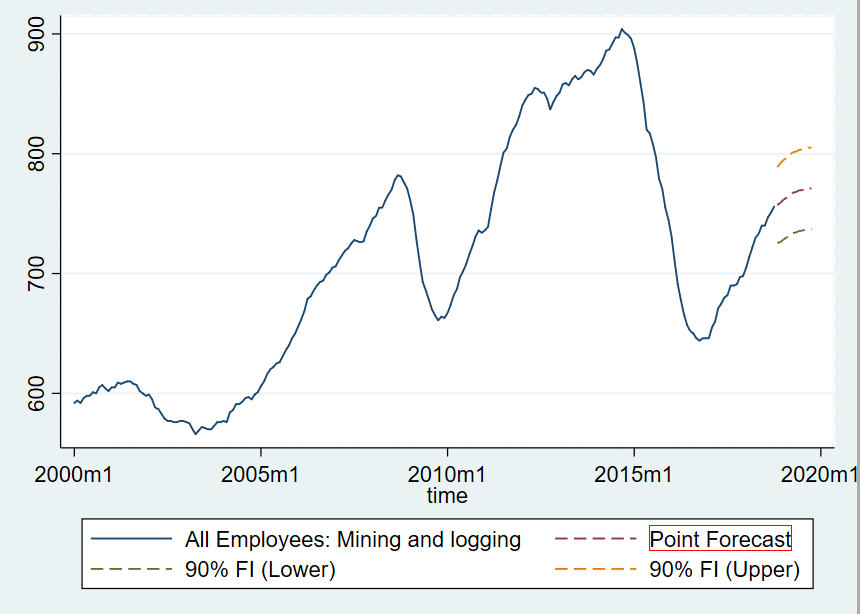 900
800
700
600
2000m1 2005m1 2010m1 2015m1 2020m1
time
All Employees: Mining and logging Point Forecast
90% FI (Lower) 90% FI (Upper)